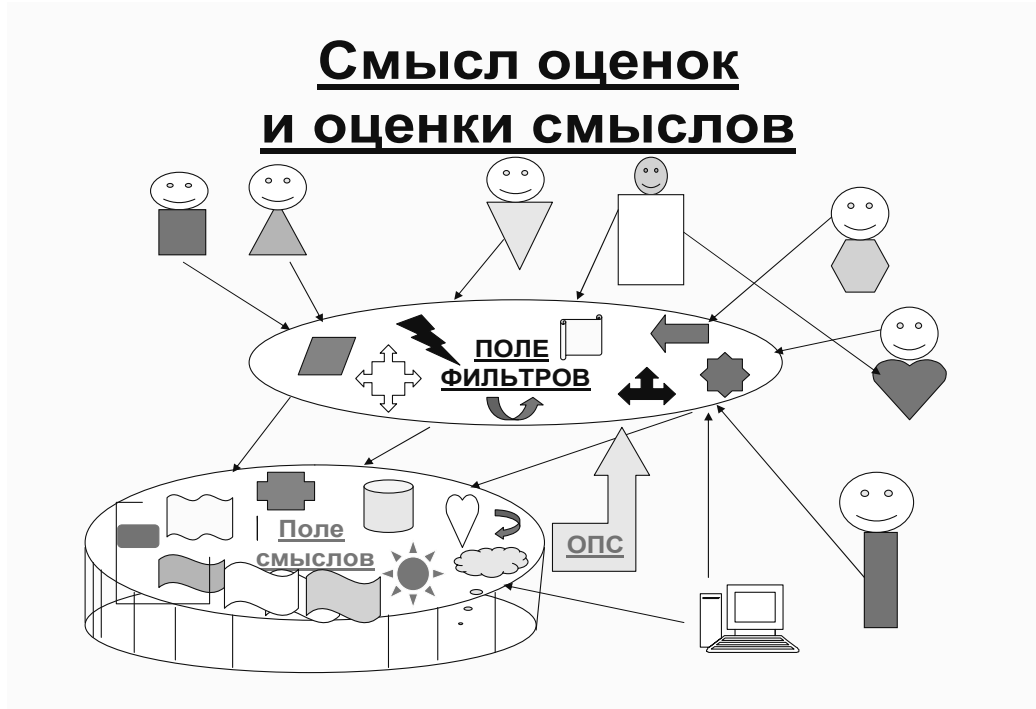 Смысл оценок
и оценки смыслов
ПОЛЕ
ФИЛЬТРОВ
Поле
смыслов
ОПС